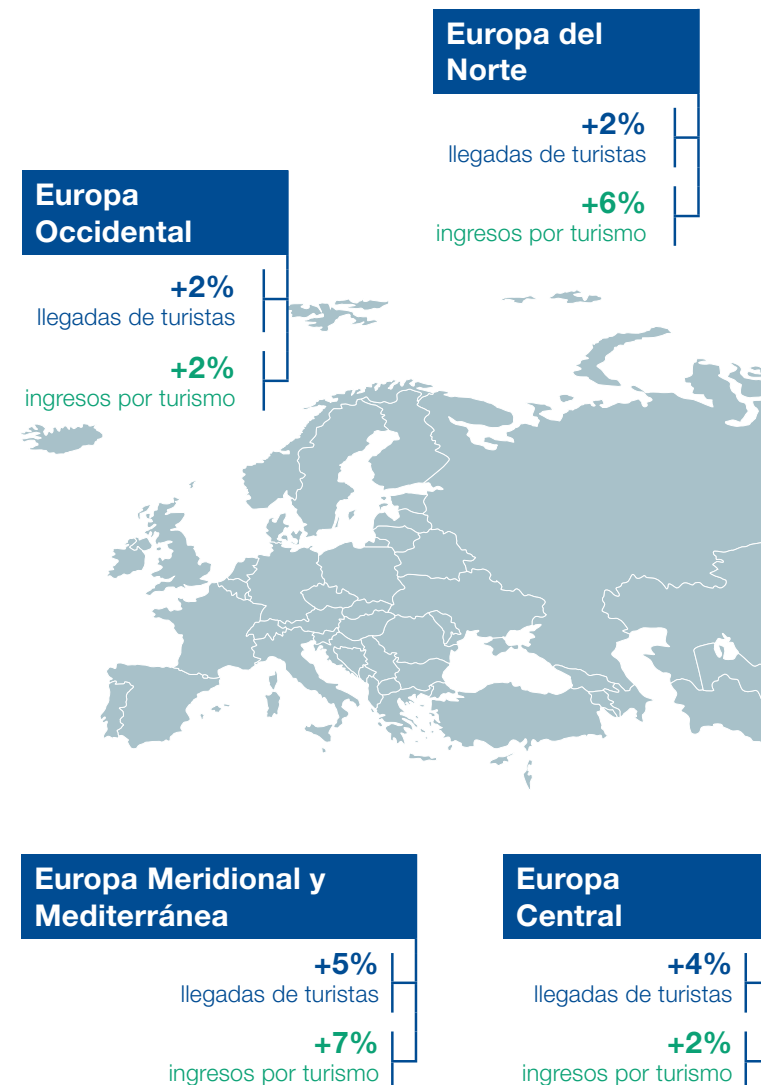 Europa del
Norte
+2%
llegadas de turistas
+6%
ingresos por turismo
Europa
Occidental
+2%
llegadas de turistas
+2%
ingresos por turismo
Europa Meridional y
Mediterránea
+5%
llegadas de turistas
+7%
ingresos por turismo
Europa
Central
+4%
llegadas de turistas
+2%
ingresos por turismo